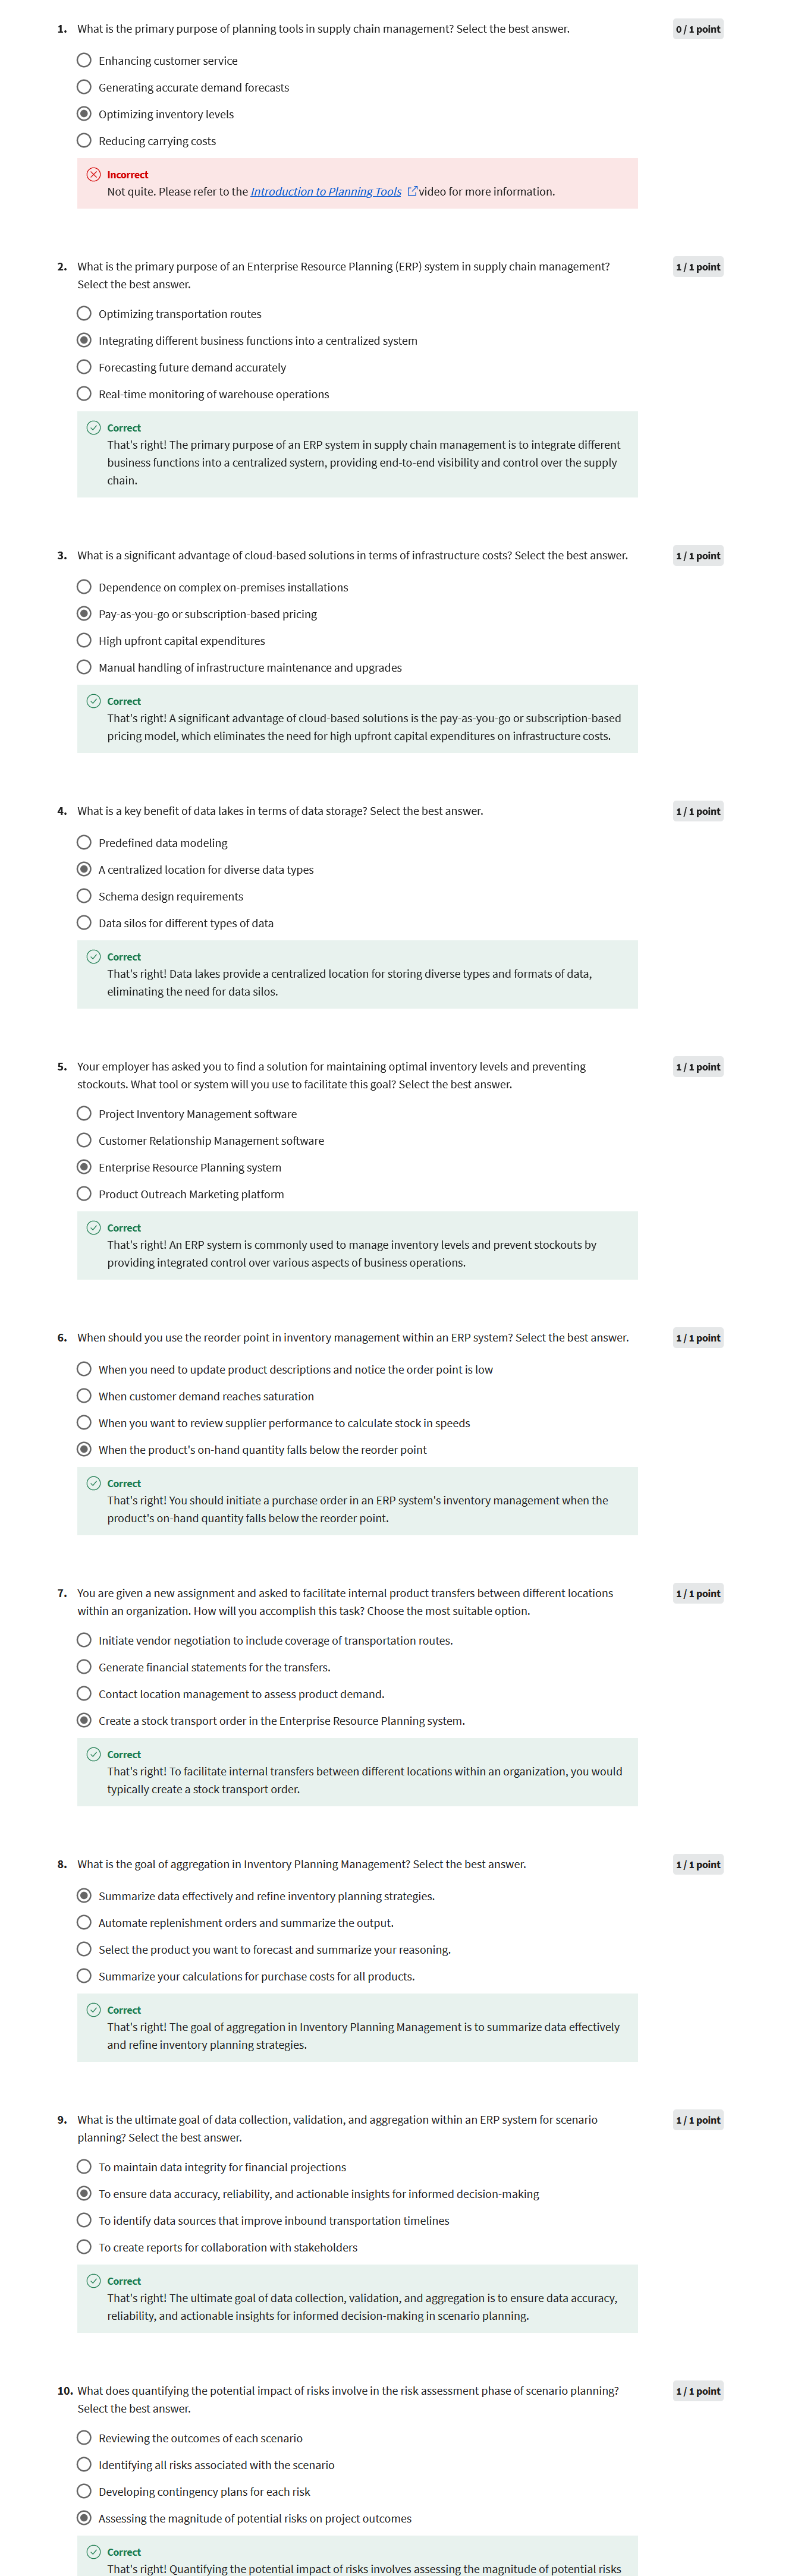 1. What is the primary purpose of planning tools in supply chain management? Select the best answer.
0 / 1 point
Enhancing customer service
Generating accurate demand forecasts
Optimizing inventory levels
Reducing carrying costs
Incorrect
Not quite. Please refer to the Introduction to Planning Tools video for more information.
2. What is the primary purpose of an Enterprise Resource Planning (ERP) system in supply chain management?
Select the best answer.
1 / 1 point
Optimizing transportation routes
Integrating different business functions into a centralized system
Forecasting future demand accurately
Real-time monitoring of warehouse operations
Correct
That's right! The primary purpose of an ERP system in supply chain management is to integrate different
business functions into a centralized system, providing end-to-end visibility and control over the supply
chain.
3. What is a significant advantage of cloud-based solutions in terms of infrastructure costs? Select the best answer.
1 / 1 point
Dependence on complex on-premises installations
Pay-as-you-go or subscription-based pricing
High upfront capital expenditures
Manual handling of infrastructure maintenance and upgrades
Correct
That's right! A significant advantage of cloud-based solutions is the pay-as-you-go or subscription-based
pricing model, which eliminates the need for high upfront capital expenditures on infrastructure costs.
4. What is a key benefit of data lakes in terms of data storage? Select the best answer.
1 / 1 point
Predefined data modeling
A centralized location for diverse data types
Schema design requirements
Data silos for different types of data
Correct
That's right! Data lakes provide a centralized location for storing diverse types and formats of data,
eliminating the need for data silos.
5. Your employer has asked you to find a solution for maintaining optimal inventory levels and preventing
stockouts. What tool or system will you use to facilitate this goal? Select the best answer.
1 / 1 point
Project Inventory Management software
Customer Relationship Management software
Enterprise Resource Planning system
Product Outreach Marketing platform
Correct
That's right! An ERP system is commonly used to manage inventory levels and prevent stockouts by
providing integrated control over various aspects of business operations.
6. When should you use the reorder point in inventory management within an ERP system? Select the best answer.
1 / 1 point
When you need to update product descriptions and notice the order point is low
When customer demand reaches saturation
When you want to review supplier performance to calculate stock in speeds
When the product's on-hand quantity falls below the reorder point
Correct
That's right! You should initiate a purchase order in an ERP system's inventory management when the
product's on-hand quantity falls below the reorder point.
7. You are given a new assignment and asked to facilitate internal product transfers between different locations
within an organization. How will you accomplish this task? Choose the most suitable option.
1 / 1 point
Initiate vendor negotiation to include coverage of transportation routes.
Generate financial statements for the transfers.
Contact location management to assess product demand.
Create a stock transport order in the Enterprise Resource Planning system.
Correct
That's right! To facilitate internal transfers between different locations within an organization, you would
typically create a stock transport order.
8. What is the goal of aggregation in Inventory Planning Management? Select the best answer.
1 / 1 point
Summarize data effectively and refine inventory planning strategies.
Automate replenishment orders and summarize the output.
Select the product you want to forecast and summarize your reasoning.
Summarize your calculations for purchase costs for all products.
Correct
That's right! The goal of aggregation in Inventory Planning Management is to summarize data effectively
and refine inventory planning strategies.
9. What is the ultimate goal of data collection, validation, and aggregation within an ERP system for scenario
planning? Select the best answer.
1 / 1 point
To maintain data integrity for financial projections
To ensure data accuracy, reliability, and actionable insights for informed decision-making
To identify data sources that improve inbound transportation timelines
To create reports for collaboration with stakeholders
Correct
That's right! The ultimate goal of data collection, validation, and aggregation is to ensure data accuracy,
reliability, and actionable insights for informed decision-making in scenario planning.
10. What does quantifying the potential impact of risks involve in the risk assessment phase of scenario planning?
Select the best answer.
1 / 1 point
Reviewing the outcomes of each scenario
Identifying all risks associated with the scenario
Developing contingency plans for each risk
Assessing the magnitude of potential risks on project outcomes
Correct
That's right! Quantifying the potential impact of risks involves assessing the magnitude of potential risks